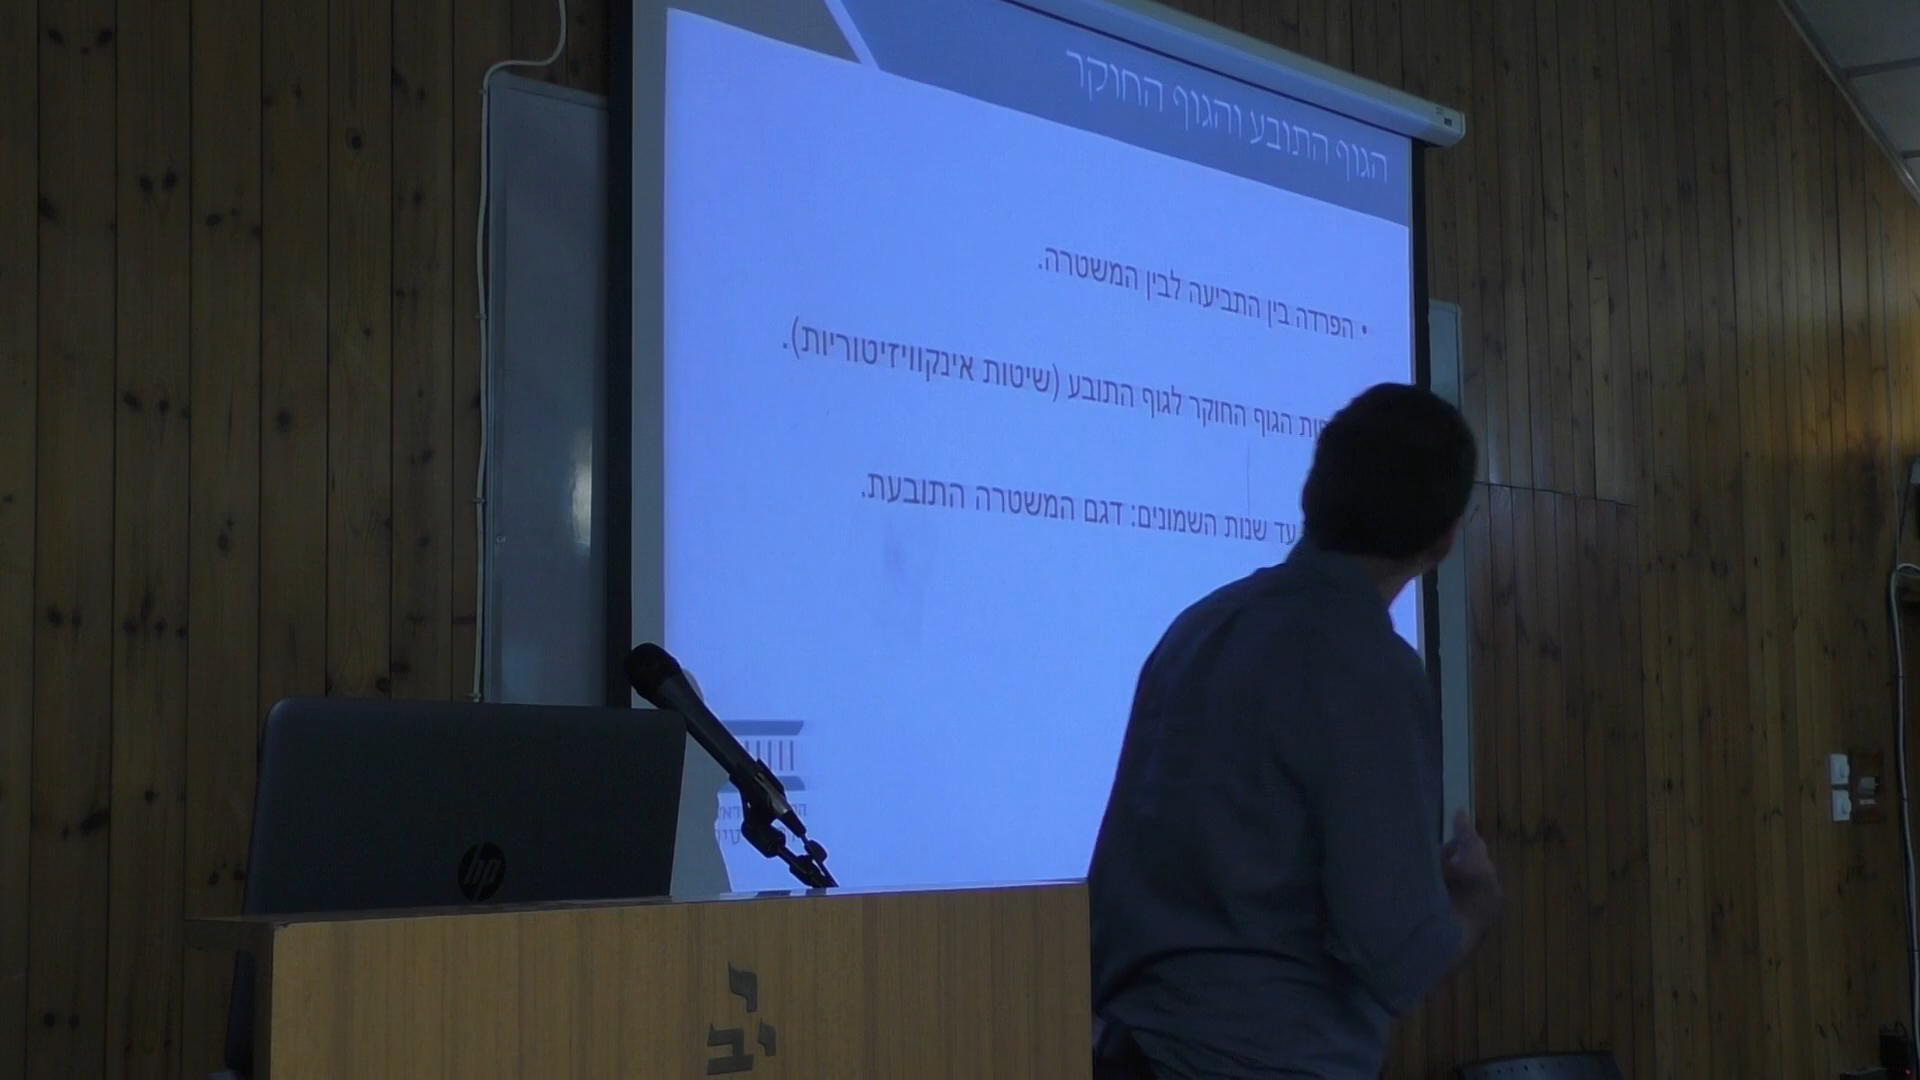 הגוף התובע והגוף החוקר
• הפרדה בין התביעה לבין המשטרה.
הגוף החוקר לגוף התובע (שיטות אינקוויזיטוריות).
עד שנות השמונים: דגם המשטרה התובעת.
hp